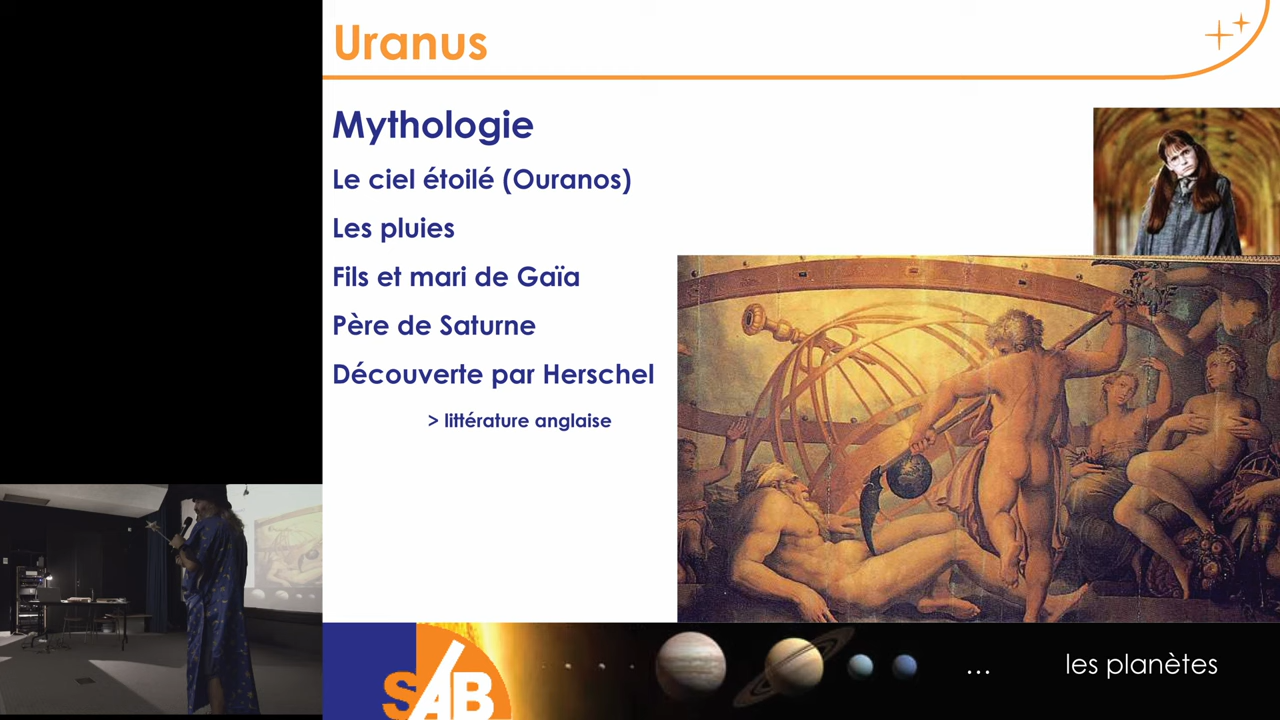 Uranus
Mythologie
Le ciel étoilé (Ouranos)
Les pluies
Fils et mari de Gaïa
Père de Saturne
Découverte par Herschel
> littérature anglaise
SAB
... les planètes